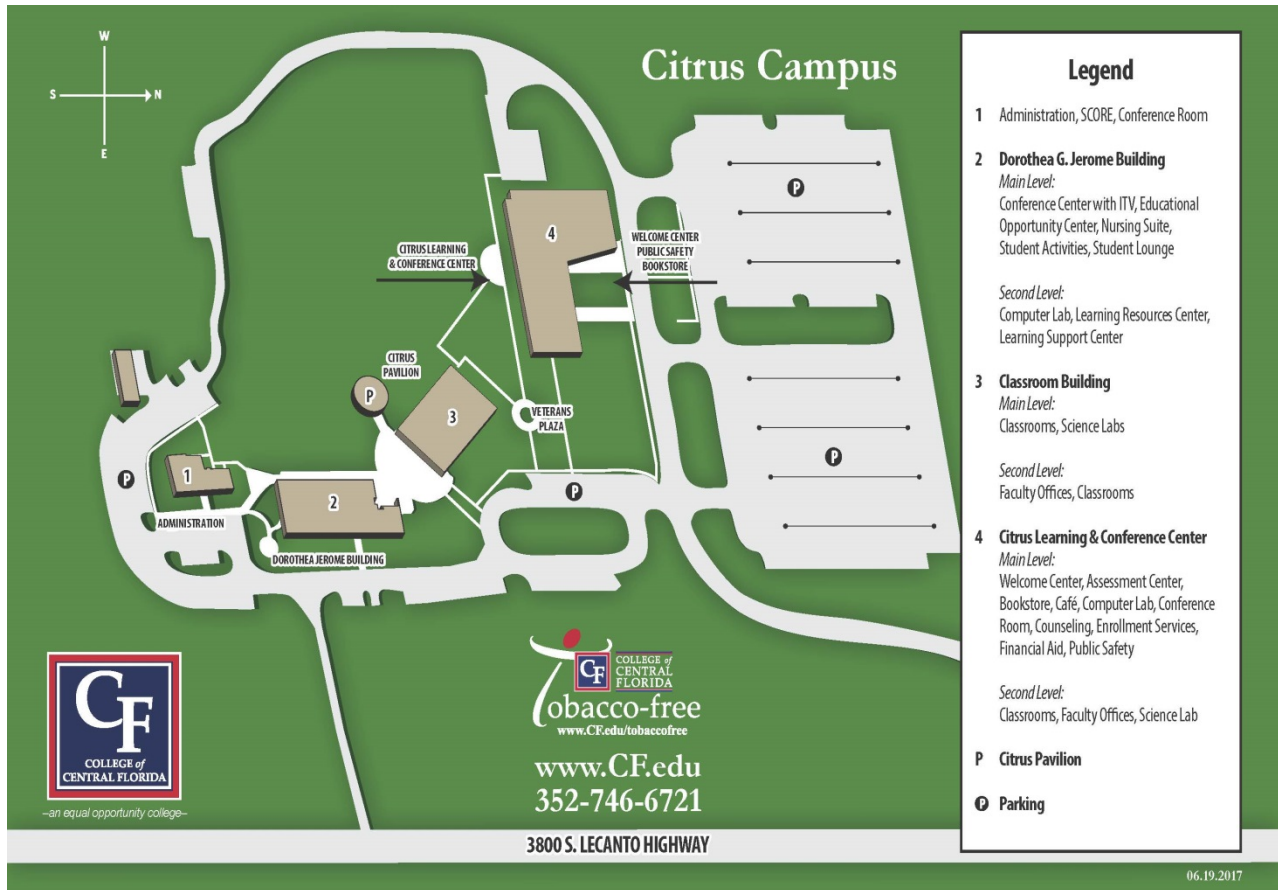 W
S
N
E
Citrus Campus
P
4
CITRUS LEARNING
& CONFERENCE CENTER
WELCOME CENTER
PUBLIC SAFETY
BOOKSTORE
CITRUS
PAVILION
P
3
VETERANS
PLAZA
P
P
P
1
2
ADMINISTRATION
DOROTHEA JEROME BUILDING
CF
COLLEGE of
CENTRAL FLORIDA
–an equal opportunity college–
CF
COLLEGE of
CENTRAL
FLORIDA
Tobacco-free
www.CF.edu/tobaccofree
www.CF.edu
352-746-6721
3800 S. LECANTO HIGHWAY
Legend
1 Administration, SCORE, Conference Room
2 Dorothea G. Jerome Building
Main Level:
Conference Center with ITV, Educational
Opportunity Center, Nursing Suite,
Student Activities, Student Lounge
Second Level:
Computer Lab, Learning Resources Center,
Learning Support Center
3 Classroom Building
Main Level:
Classrooms, Science Labs
Second Level:
Faculty Offices, Classrooms
4 Citrus Learning & Conference Center
Main Level:
Welcome Center, Assessment Center,
Bookstore, Café, Computer Lab, Conference
Room, Counseling, Enrollment Services,
Financial Aid, Public Safety
Second Level:
Classrooms, Faculty Offices, Science Lab
P Citrus Pavilion
P Parking
06.19.2017